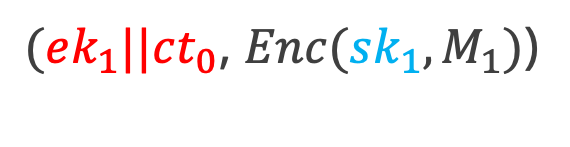 (ek₁||ct₀, Enc(sk₁, M₁))